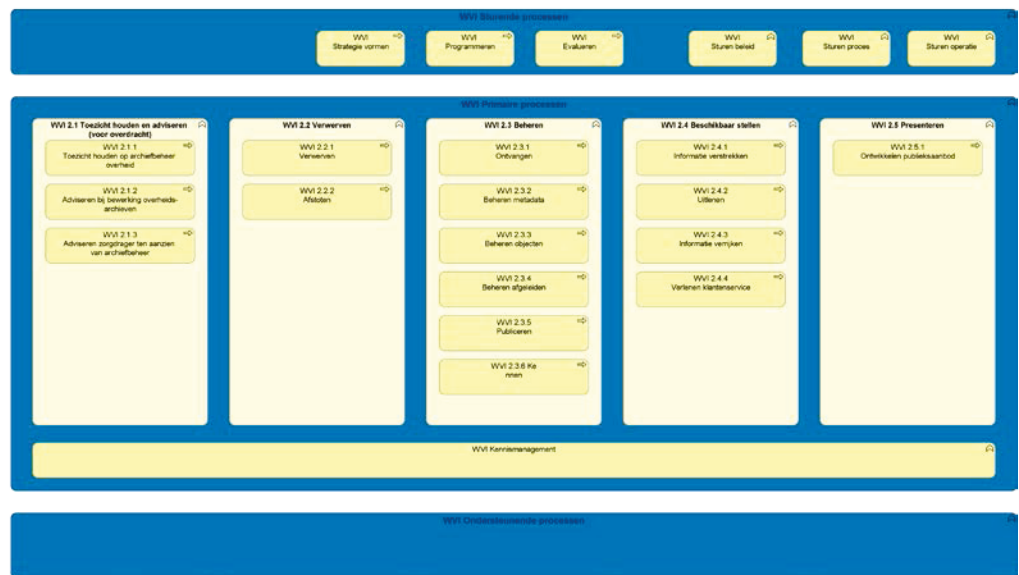 WVI Sturende processen
WVI
Strategie vormen
WVI
Programmeren
WVI
Evalueren
WVI
Sturen beleid
WVI
Sturen proces
WVI
Sturen operatie
WVI Primaire processen
WVI 2.1 Toezicht houden en adviseren
(voor overdracht)
WVI 2.1.1
Toezicht houden op archiefbeheer
overheid
WVI 2.1.2
Adviseren bij bewerking overheids-
archieven
WVI 2.1.3
Adviseren zorgdrager ten aanzien
van archiefbeheer
WVI 2.2 Verwerven
WVI 2.2.1
Verwerven
WVI 2.2.2
Afstoten
WVI 2.3 Beheren
WVI 2.3.1
Ontvangen
WVI 2.3.2
Beheren metadata
WVI 2.3.3
Beheren objecten
WVI 2.3.4
Beheren afgeleiden
WVI 2.3.5
Publiceren
WVI 2.3.6 Ke
nnen
WVI 2.4 Beschikbaar stellen
WVI 2.4.1
Informatie verstrekken
WVI 2.4.2
Uitlenen
WVI 2.4.3
Informatie verrijken
WVI 2.4.4
Verlenen klantenservice
WVI 2.5 Presenteren
WVI 2.5.1
Ontwikkelen publieksaanbod
WVI Kennismanagement
WVI Ondersteunende processen